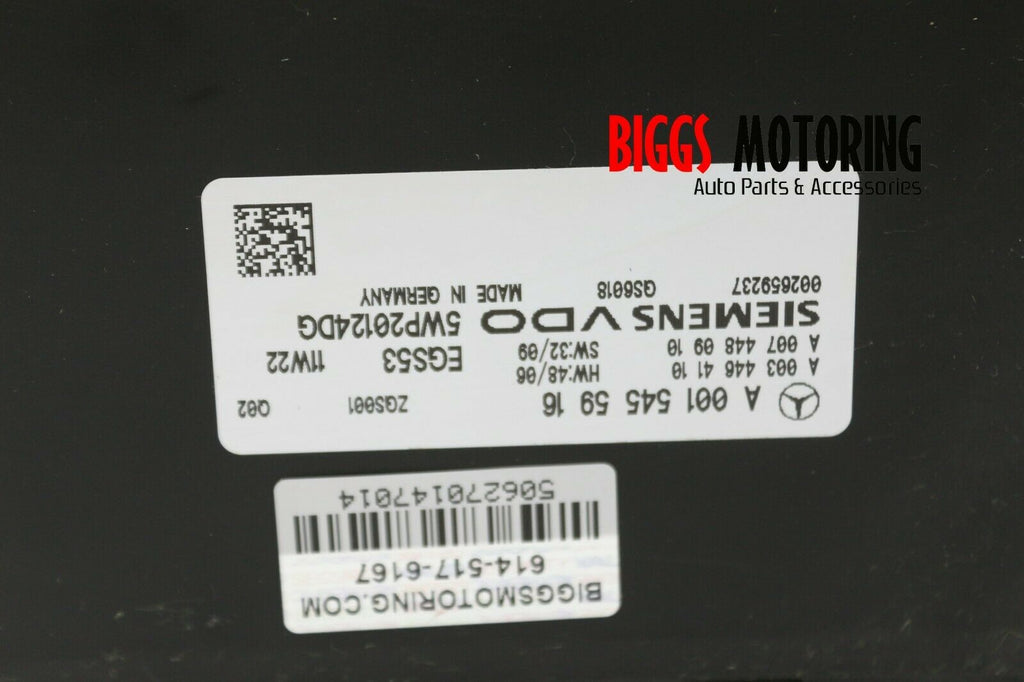 BIGGS MOTORING
Auto Parts & Accessories
A 001 545 59 16 ZGS001 Q02
A 003 446 41 10 HW:48/06 EGS53 11W22
A 007 448 09 10 SW:32/09
SIEMENS VDO 5WP20124DG
002659237 QS6018 MADE IN GERMANY
BIGGSMOTORING.COM
614-517-6167
506270147014